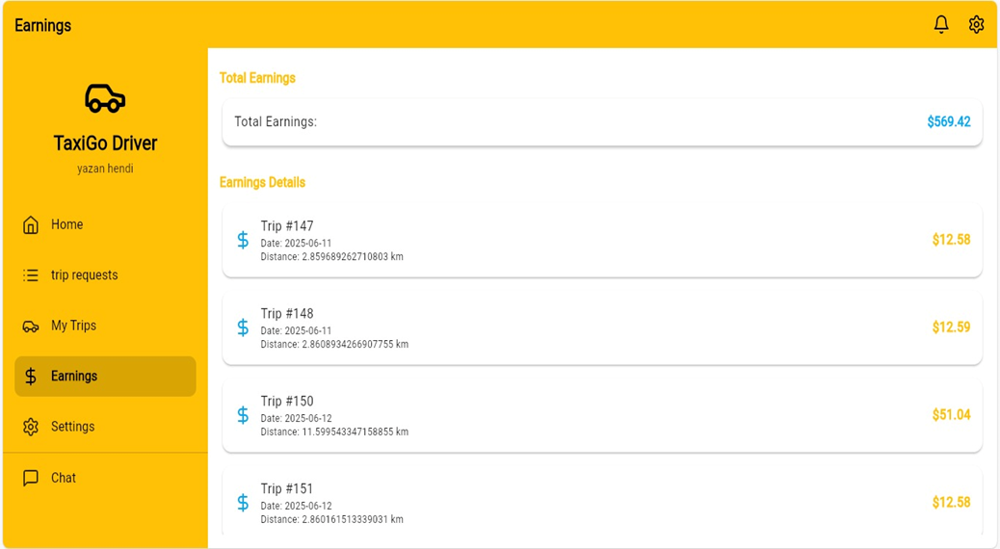 Earnings
TaxiGo Driver
yazan hendi
Home
trip requests
My Trips
Earnings
Settings
Chat
Total Earnings
Total Earnings:
$569.42
Earnings Details
Trip #147
Date: 2025-06-11
Distance: 2.859689262710803 km
$12.58
Trip #148
Date: 2025-06-11
Distance: 2.8608934266907755 km
$12.59
Trip #150
Date: 2025-06-12
Distance: 11.599543347158855 km
$51.04
Trip #151
Date: 2025-06-12
Distance: 2.860161513339031 km
$12.58